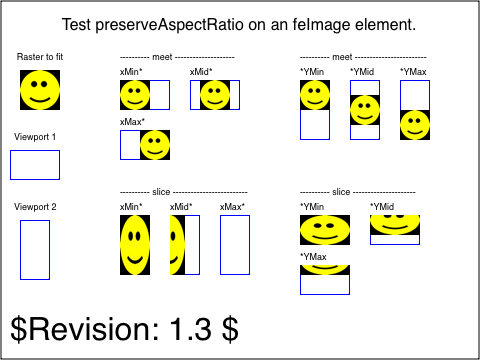 Test preserveAspectRatio on an feImage element.
Raster to fit
---------- meet --------------------
---------- meet ------------------------
xMin* xMid*
*YMin *YMid *YMax
xMax*
Viewport 1
---------- slice -------------------------
---------- slice ---------------------
Viewport 2
xMin* xMid* xMax*
*YMin *YMid
*YMax
$Revision: 1.3 $